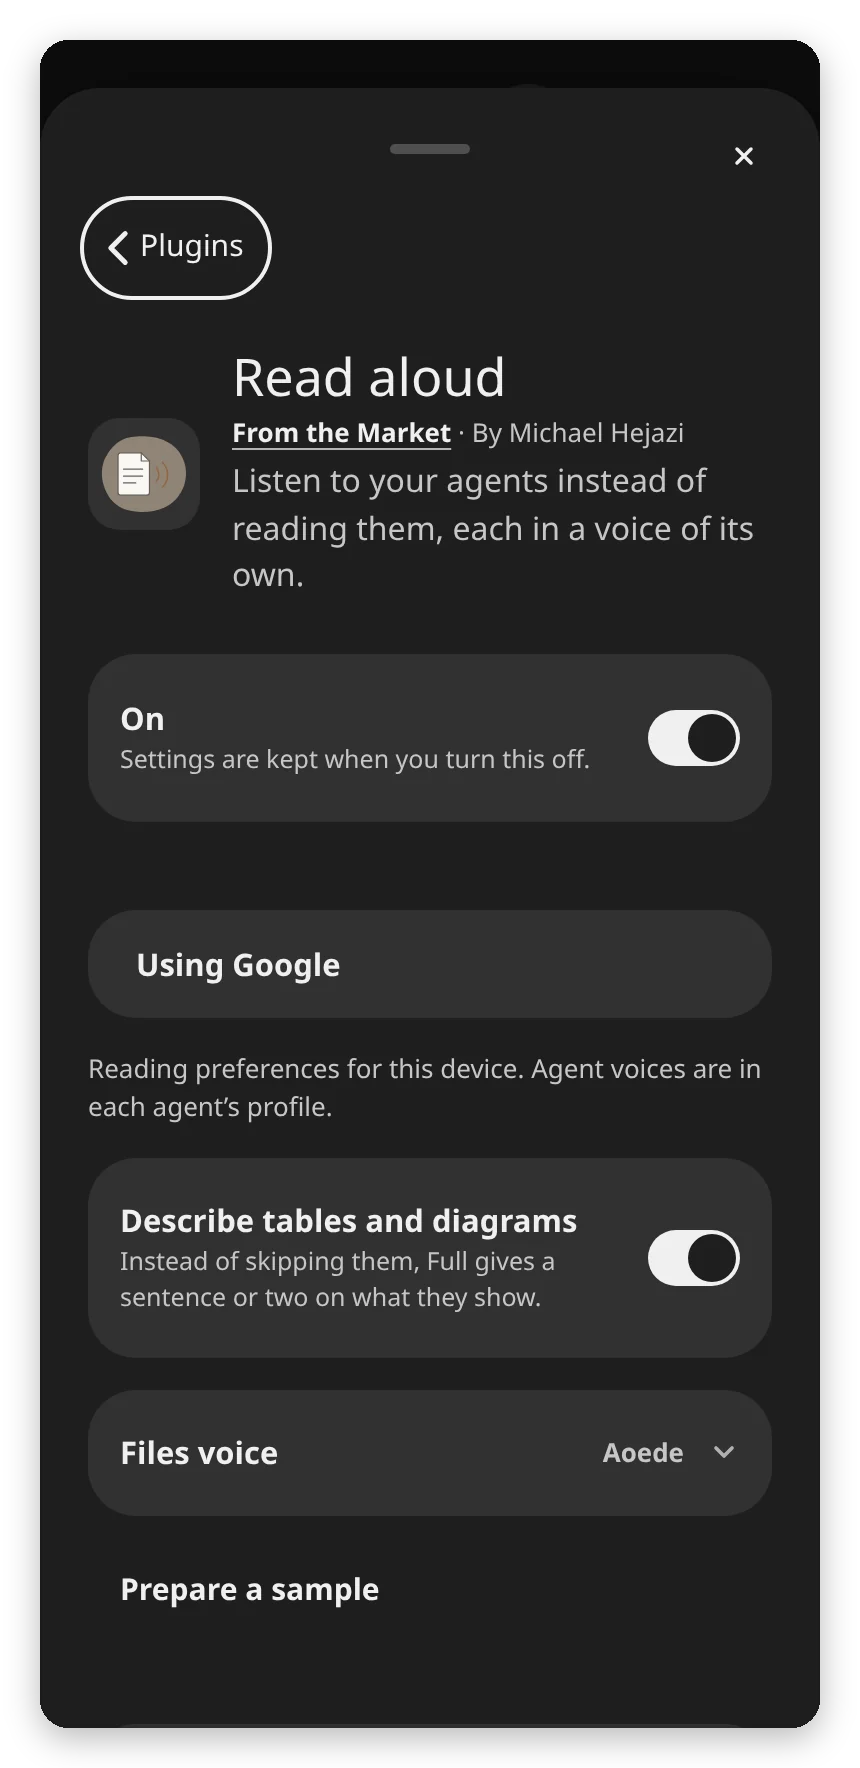 Plugins
Read aloud
From the Market · By Michael Hejazi
Listen to your agents instead of
reading them, each in a voice of its
own.
On
Settings are kept when you turn this off.
Using Google
Reading preferences for this device. Agent voices are in
each agent’s profile.
Describe tables and diagrams
Instead of skipping them, Full gives a
sentence or two on what they show.
Files voice
Aoede
Prepare a sample